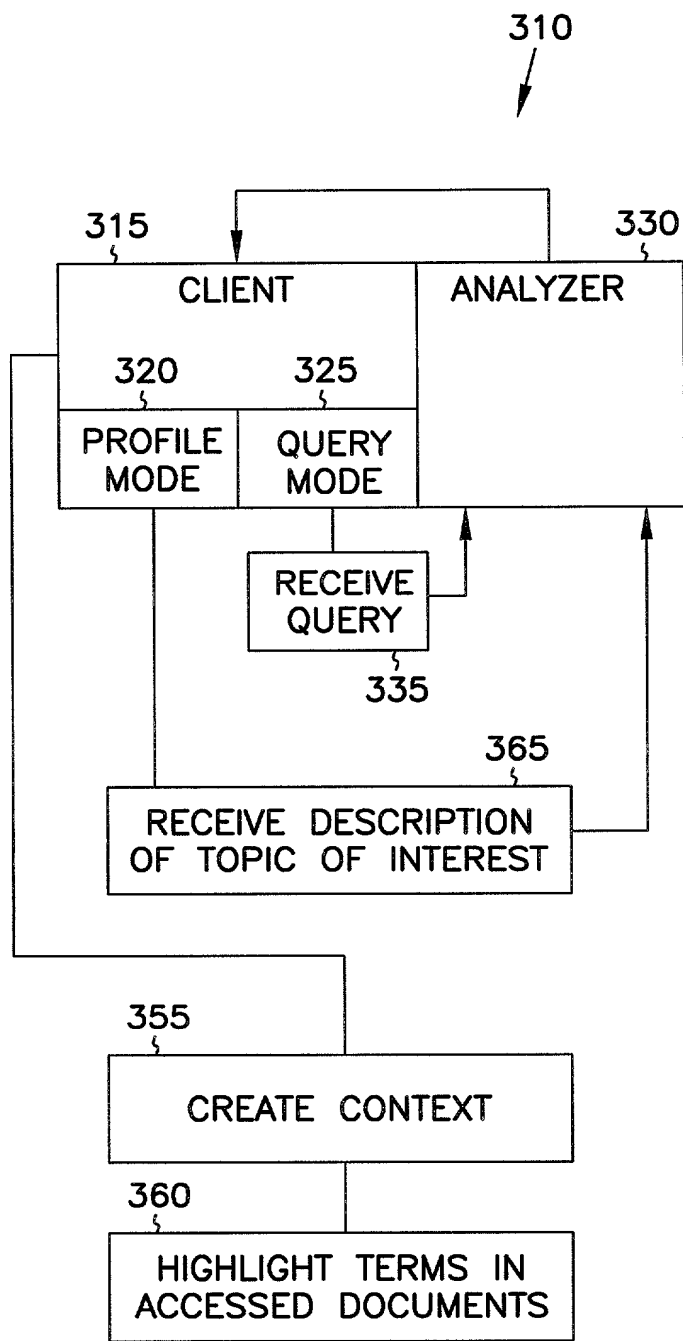 310
315
330
CLIENT
ANALYZER
320
325
PROFILE
MODE
QUERY
MODE
RECEIVE
QUERY
335
365
RECEIVE DESCRIPTION
OF TOPIC OF INTEREST
355
CREATE CONTEXT
360
HIGHLIGHT TERMS IN
ACCESSED DOCUMENTS